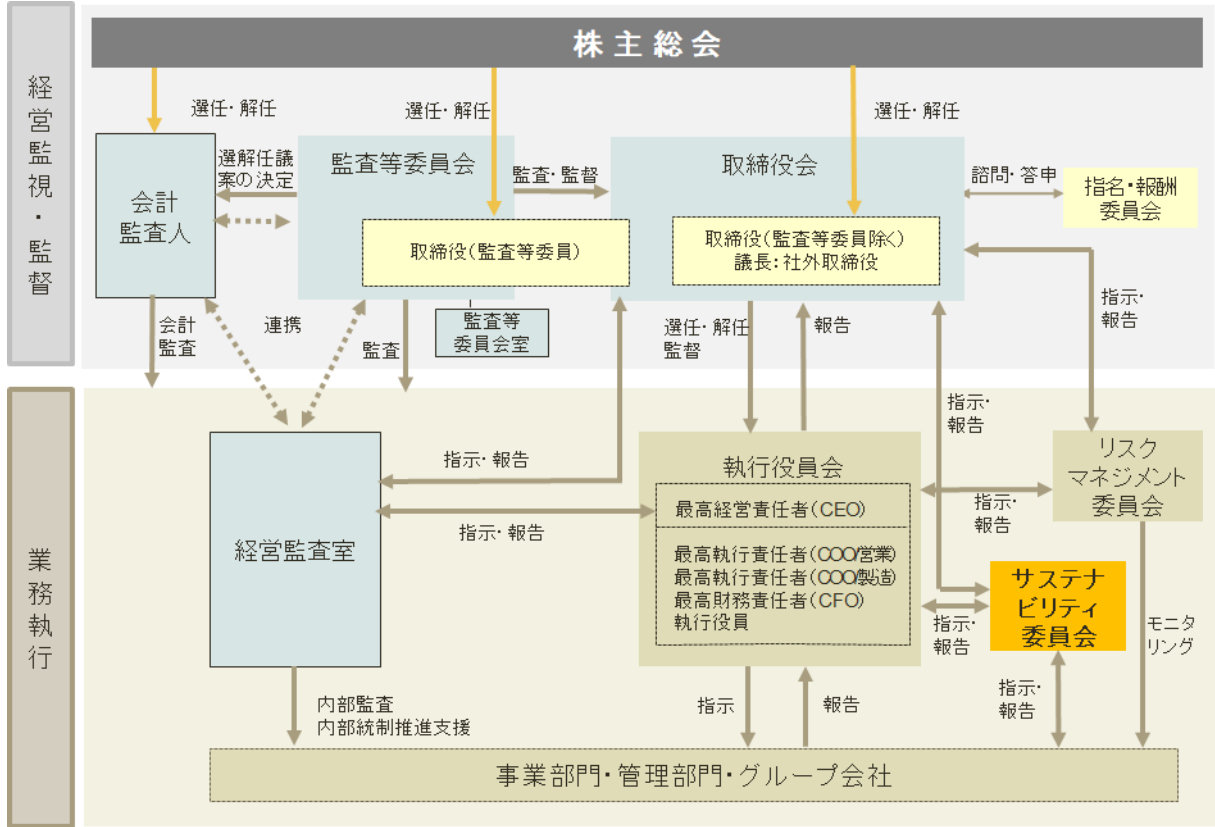 株主総会
経営監視・監督
選任・解任
選任・解任
選任・解任
会計
監査人
選解任議
案の決定
監査等委員会
監査・監督
取締役会
諮問・答申
指名・報酬
委員会
取締役(監査等委員)
取締役(監査等委員除く)
議長:社外取締役
会計
監査
連携
監査
監査等
委員会室
選任・解任
監督
報告
指示・
報告
業務執行
経営監査室
指示・報告
指示・報告
執行役員会
最高経営責任者(CEO)
最高執行責任者(COO/営業)
最高執行責任者(COO/製造)
最高財務責任者(CFO)
執行役員
指示・
報告
リスク
マネジメント
委員会
指示・
報告
サステナ
ビリティ
委員会
指示・
報告
モニタ
リング
内部監査
内部統制推進支援
指示
報告
指示・
報告
事業部門・管理部門・グループ会社